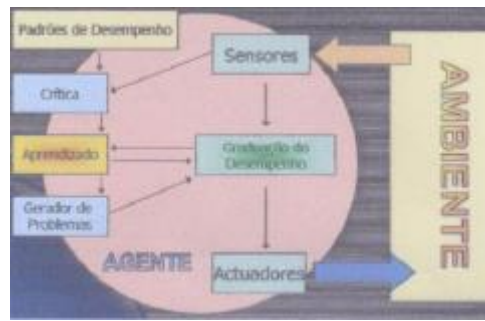 Padrões de Desempenho
Sensores
Crítica
Aprendizado
Graduação do
Desempenho
Gerador de
Problemas
AGENTE
Actuadores
AMBIENTE